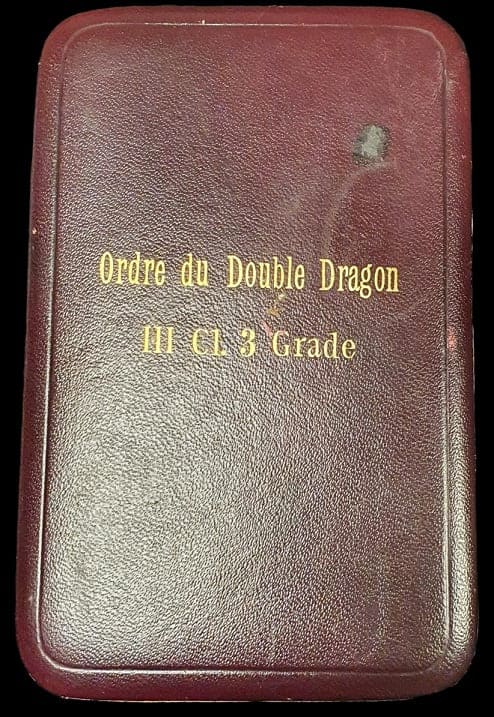 Ordre du Double Dragon
III Cl. 3 Grade